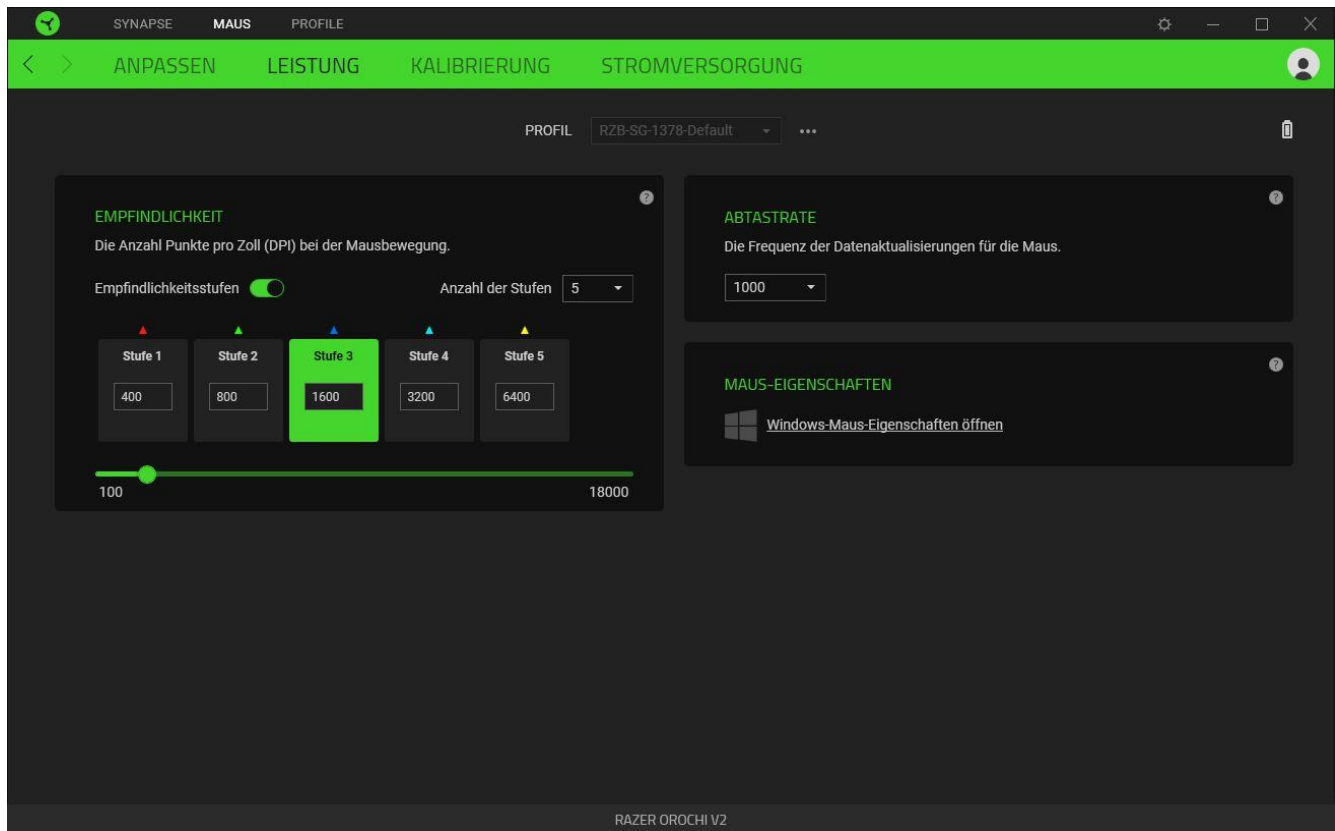 SYNAPSE MAUS PROFILE
ANPASSEN LEISTUNG KALIBRIERUNG STROMVERSORGUNG
PROFIL RZB-SG-1378-Default
EMPFINDLICHKEIT
Die Anzahl Punkte pro Zoll (DPI) bei der Mausbewegung.
Empfindlichkeitsstufen Anzahl der Stufen 5
Stufe 1 Stufe 2 Stufe 3 Stufe 4 Stufe 5
400 800 1600 3200 6400
100 18000
ABTASTRATE
Die Frequenz der Datenaktualisierungen für die Maus.
1000
MAUS-EIGENSCHAFTEN
Windows-Maus-Eigenschaften öffnen
RAZER OROCHI V2